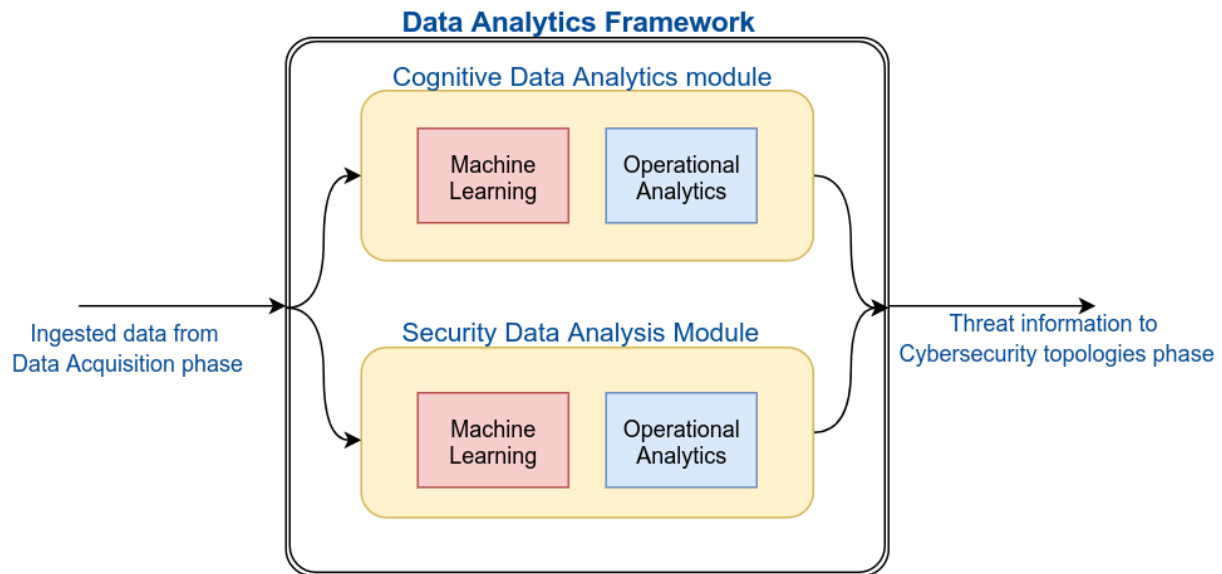 Data Analytics Framework
Cognitive Data Analytics module
Machine
Learning
Operational
Analytics
Ingested data from
Data Acquisition phase
Threat information to
Cybersecurity topologies phase
Security Data Analysis Module
Machine
Learning
Operational
Analytics